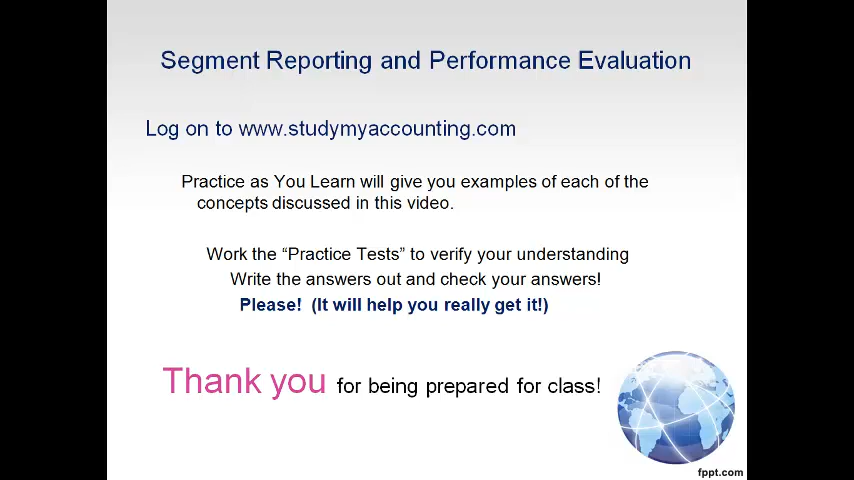 Segment Reporting and Performance Evaluation
Log on to www.studymyaccounting.com
Practice as You Learn will give you examples of each of the
concepts discussed in this video.
Work the “Practice Tests” to verify your understanding
Write the answers out and check your answers!
Please!  (It will help you really get it!)
Thank you for being prepared for class!
fppt.com